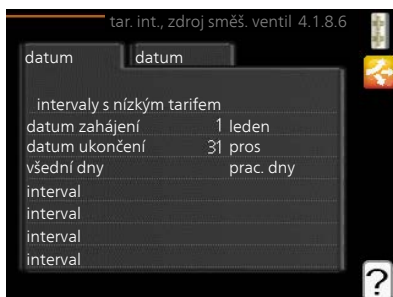 tar. int., zdroj směš. ventil 4.1.8.6
datum datum
intervaly s nízkým tarifem
datum zahájení 1 leden
datum ukončení 31 pros
všední dny prac. dny
interval
interval
interval
interval
?